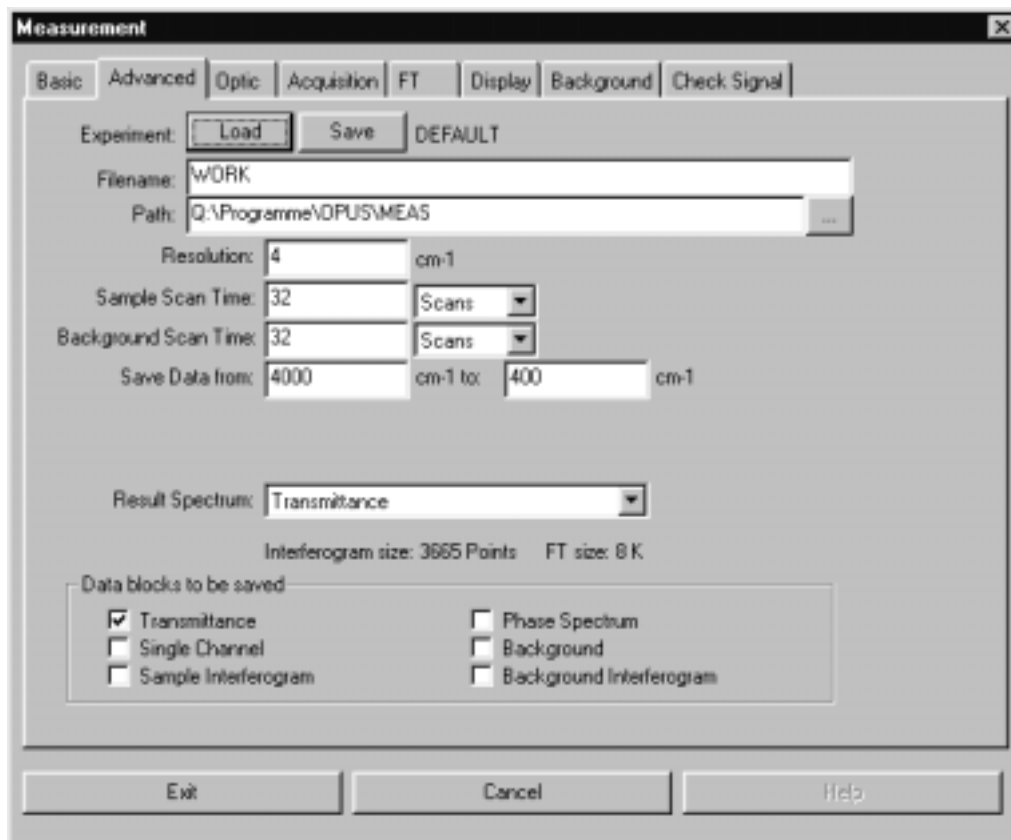 Measurement
Basic Advanced Optic Acquisition FT Display Background Check Signal
Experiment: Load Save DEFAULT
Filename: WORK
Path: Q:\Programme\OPUS\MEAS ...
Resolution: 4 cm-1
Sample Scan Time: 32 Scans
Background Scan Time: 32 Scans
Save Data from: 4000 cm-1 to: 400 cm-1
Result Spectrum: Transmittance
Interferogram size: 3665 Points FT size: 8 K
Data blocks to be saved
Transmittance Phase Spectrum
Single Channel Background
Sample Interferogram Background Interferogram
Exit Cancel Help